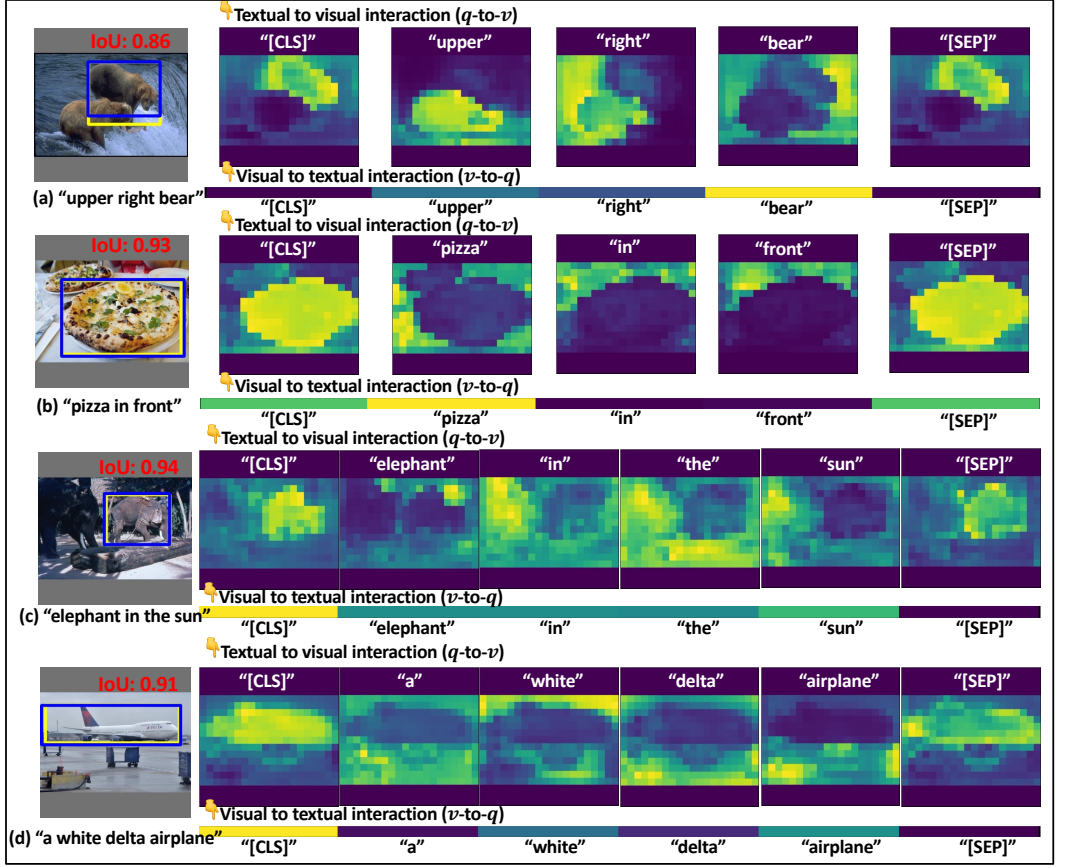 👇Textual to visual interaction (q-to-v)
IoU: 0.86
"[CLS]" "upper" "right" "bear" "[SEP]"
👇Visual to textual interaction (v-to-q)
(a) "upper right bear"
"[CLS]" "upper" "right" "bear" "[SEP]"
👇Textual to visual interaction (q-to-v)
IoU: 0.93
"[CLS]" "pizza" "in" "front" "[SEP]"
👇Visual to textual interaction (v-to-q)
(b) "pizza in front"
"[CLS]" "pizza" "in" "front" "[SEP]"
👇Textual to visual interaction (q-to-v)
IoU: 0.94
"[CLS]" "elephant" "in" "the" "sun" "[SEP]"
👇Visual to textual interaction (v-to-q)
(c) "elephant in the sun"
"[CLS]" "elephant" "in" "the" "sun" "[SEP]"
👇Textual to visual interaction (q-to-v)
IoU: 0.91
"[CLS]" "a" "white" "delta" "airplane" "[SEP]"
👇Visual to textual interaction (v-to-q)
(d) "a white delta airplane"
"[CLS]" "a" "white" "delta" "airplane" "[SEP]"